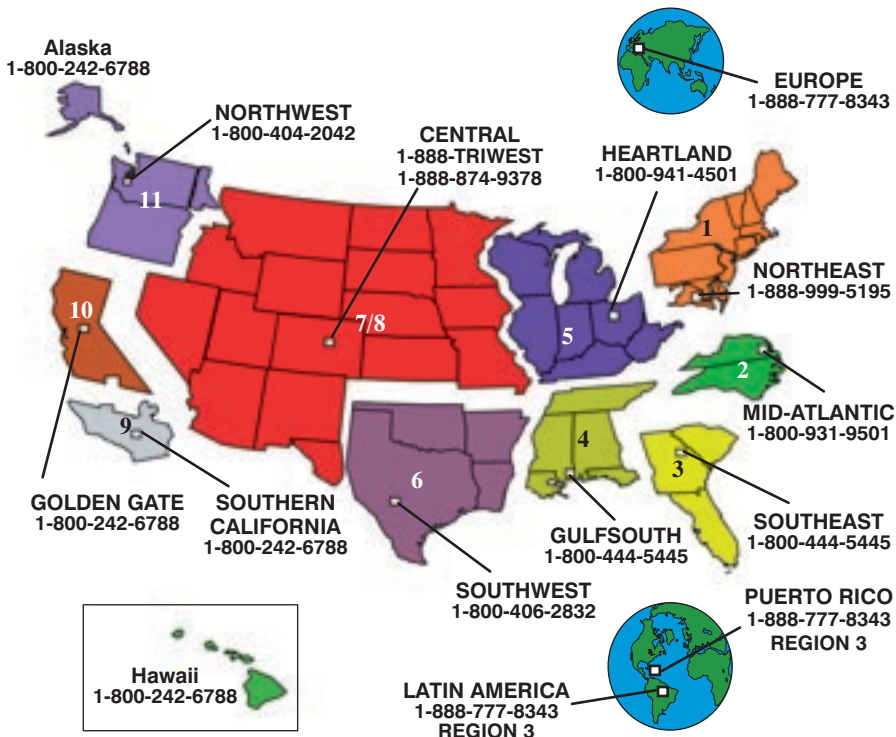 Alaska
1-800-242-6788
EUROPE
1-888-777-8343
NORTHWEST
1-800-404-2042
CENTRAL
1-888-TRIWEST
1-888-874-9378
HEARTLAND
1-800-941-4501
11
1
NORTHEAST
1-888-999-5195
10
7/8
5
2
MID-ATLANTIC
1-800-931-9501
9
6
4
3
GOLDEN GATE
1-800-242-6788
SOUTHERN
CALIFORNIA
1-800-242-6788
GULFSOUTH
1-800-444-5445
SOUTHEAST
1-800-444-5445
SOUTHWEST
1-800-406-2832
PUERTO RICO
1-888-777-8343
REGION 3
Hawaii
1-800-242-6788
LATIN AMERICA
1-888-777-8343
REGION 3